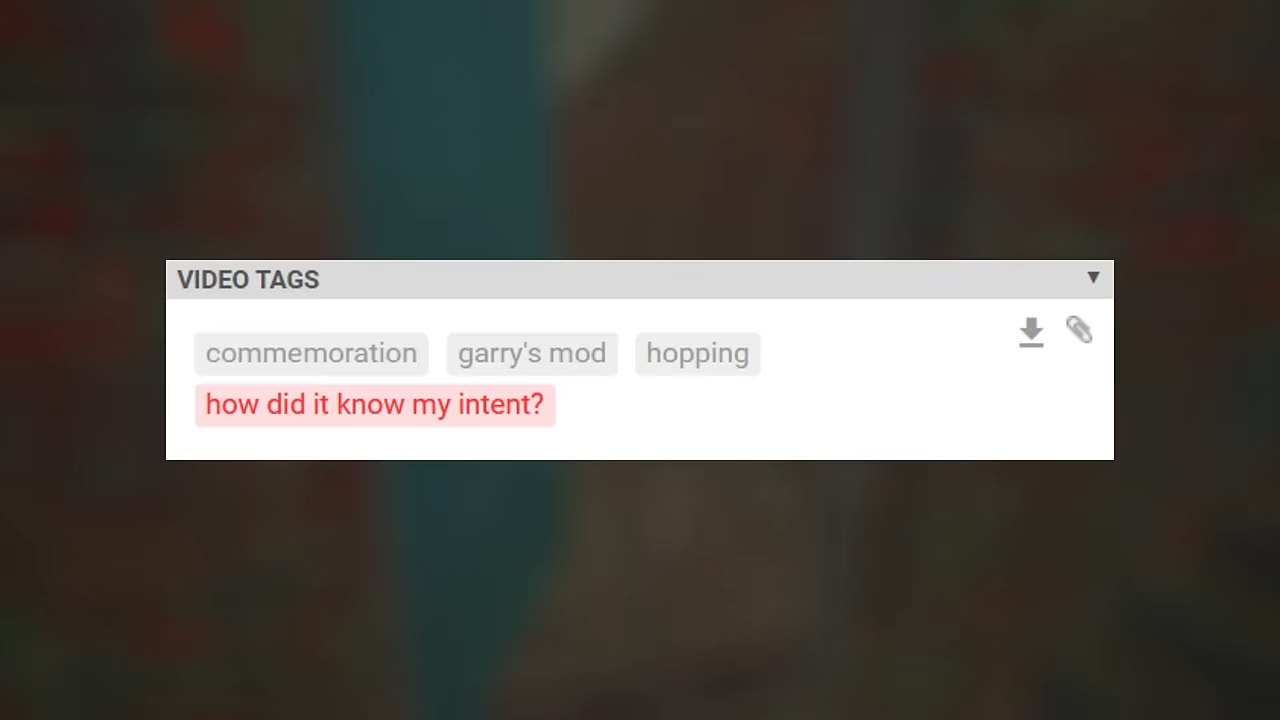 VIDEO TAGS
commemoration garry's mod hopping
how did it know my intent?